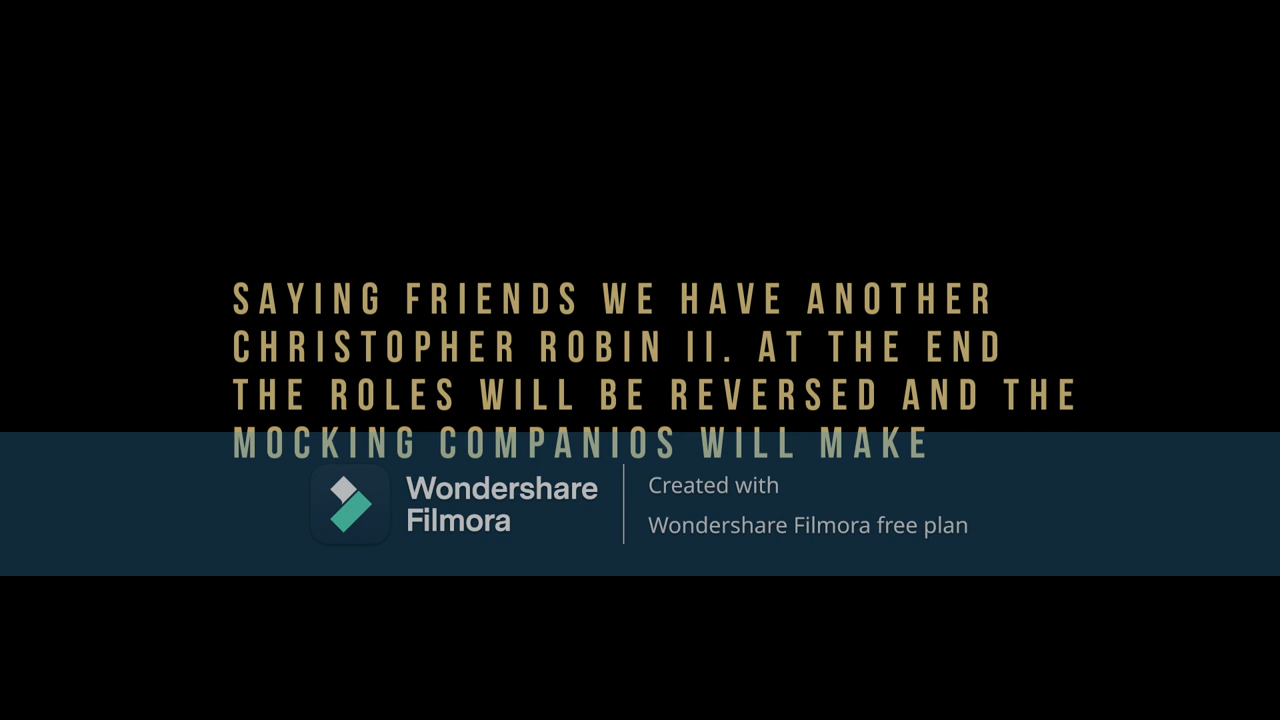 SAYING FRIENDS WE HAVE ANOTHER
CHRISTOPHER ROBIN II. AT THE END
THE ROLES WILL BE REVERSED AND THE
MOCKING COMPANIOS WILL MAKE
Wondershare
Filmora
Created with
Wondershare Filmora free plan